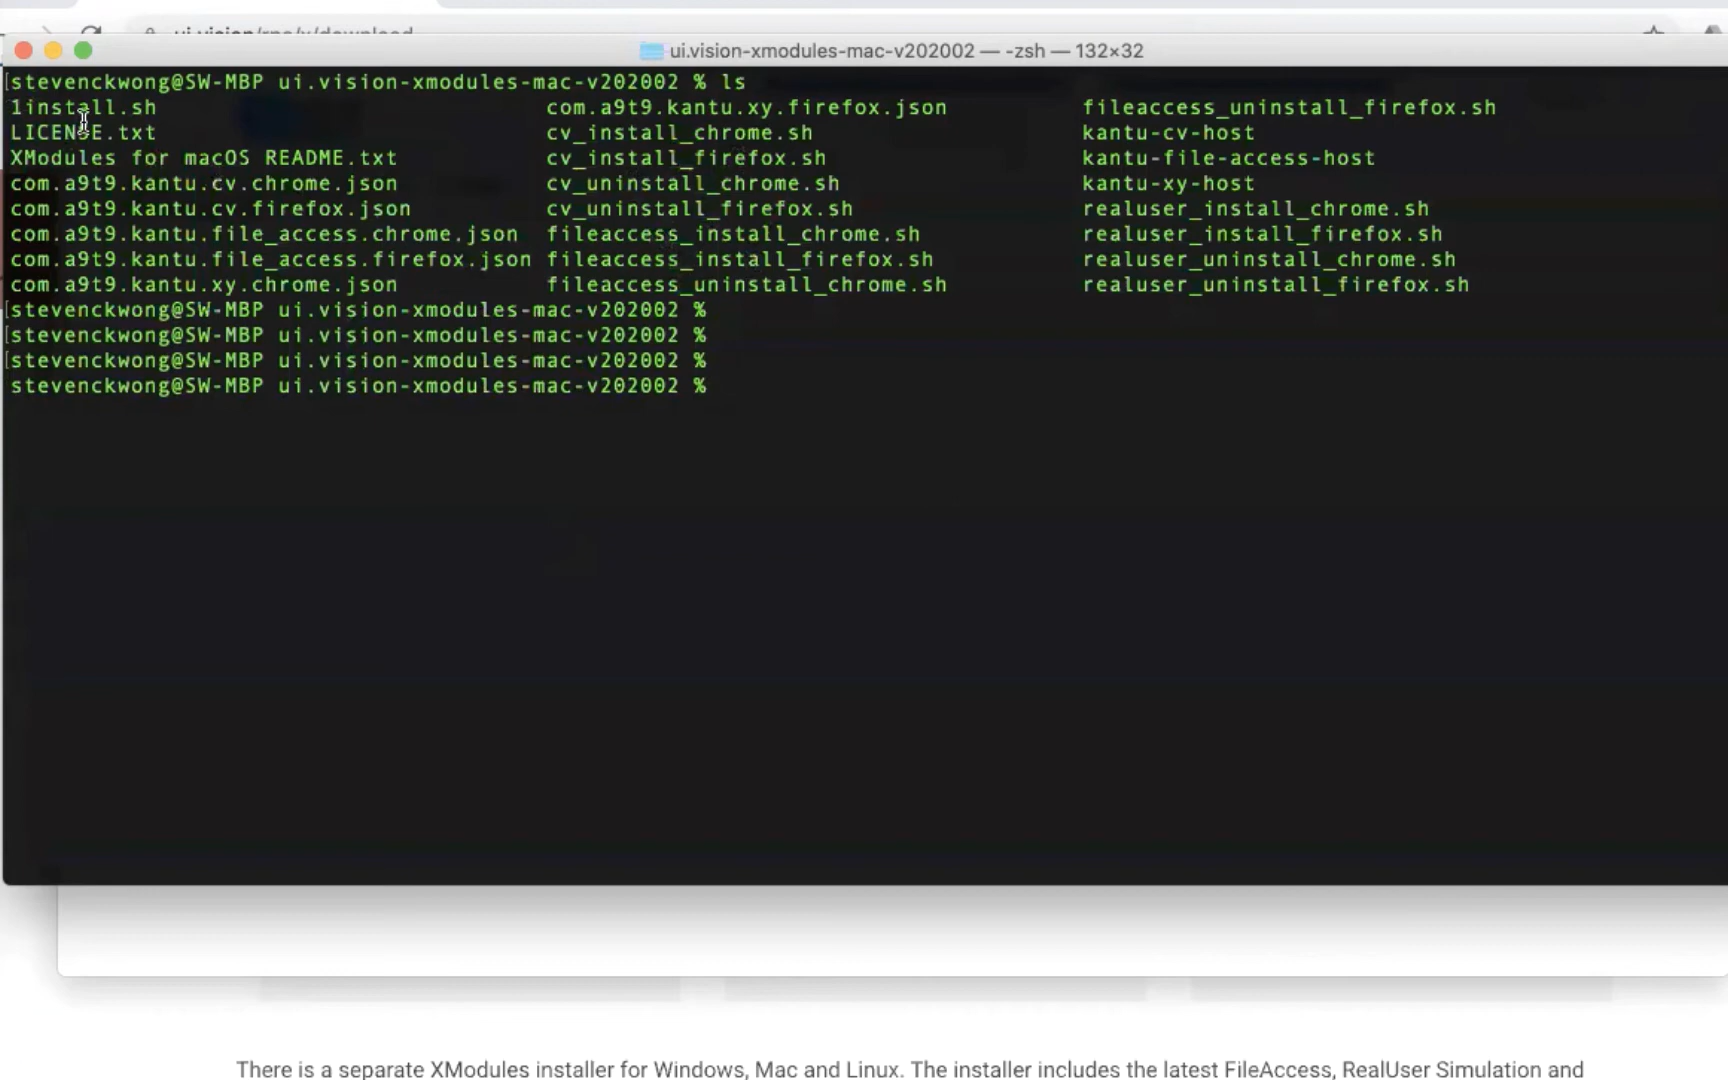 ui.vision/rpa/x/download
ui.vision-xmodules-mac-v202002 — -zsh — 132×32
stevenckwong@SW-MBP ui.vision-xmodules-mac-v202002 % ls
1install.sh com.a9t9.kantu.xy.firefox.json fileaccess_uninstall_firefox.sh
LICENSE.txt cv_install_chrome.sh kantu-cv-host
XModules for macOS README.txt cv_install_firefox.sh kantu-file-access-host
com.a9t9.kantu.cv.chrome.json cv_uninstall_chrome.sh kantu-xy-host
com.a9t9.kantu.cv.firefox.json cv_uninstall_firefox.sh realuser_install_chrome.sh
com.a9t9.kantu.file_access.chrome.json fileaccess_install_chrome.sh realuser_install_firefox.sh
com.a9t9.kantu.file_access.firefox.json fileaccess_install_firefox.sh realuser_uninstall_chrome.sh
com.a9t9.kantu.xy.chrome.json fileaccess_uninstall_chrome.sh realuser_uninstall_firefox.sh
stevenckwong@SW-MBP ui.vision-xmodules-mac-v202002 %
stevenckwong@SW-MBP ui.vision-xmodules-mac-v202002 %
stevenckwong@SW-MBP ui.vision-xmodules-mac-v202002 %
stevenckwong@SW-MBP ui.vision-xmodules-mac-v202002 %
There is a separate XModules installer for Windows, Mac and Linux. The installer includes the latest FileAccess, RealUser Simulation and